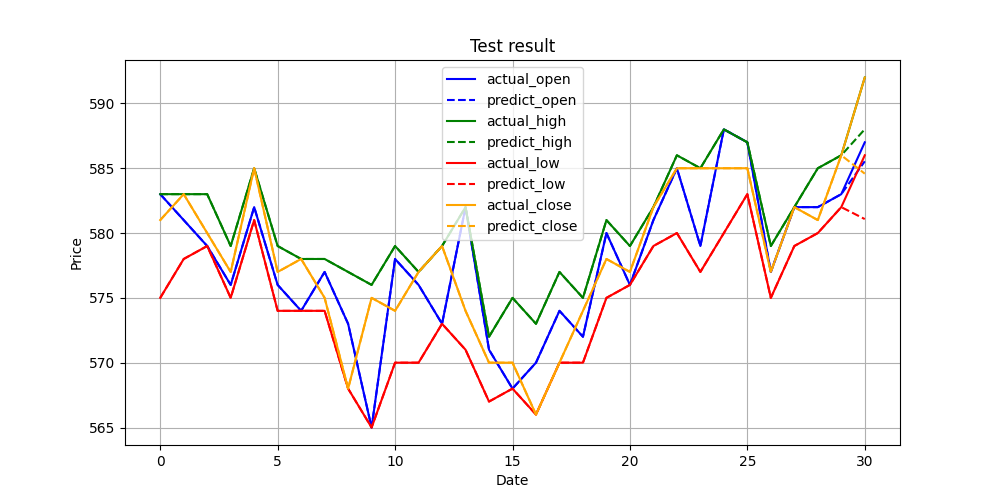 Test result
actual_open
predict_open
actual_high
predict_high
actual_low
predict_low
actual_close
predict_close
Price
590
585
580
575
570
565
0 5 10 15 20 25 30
Date